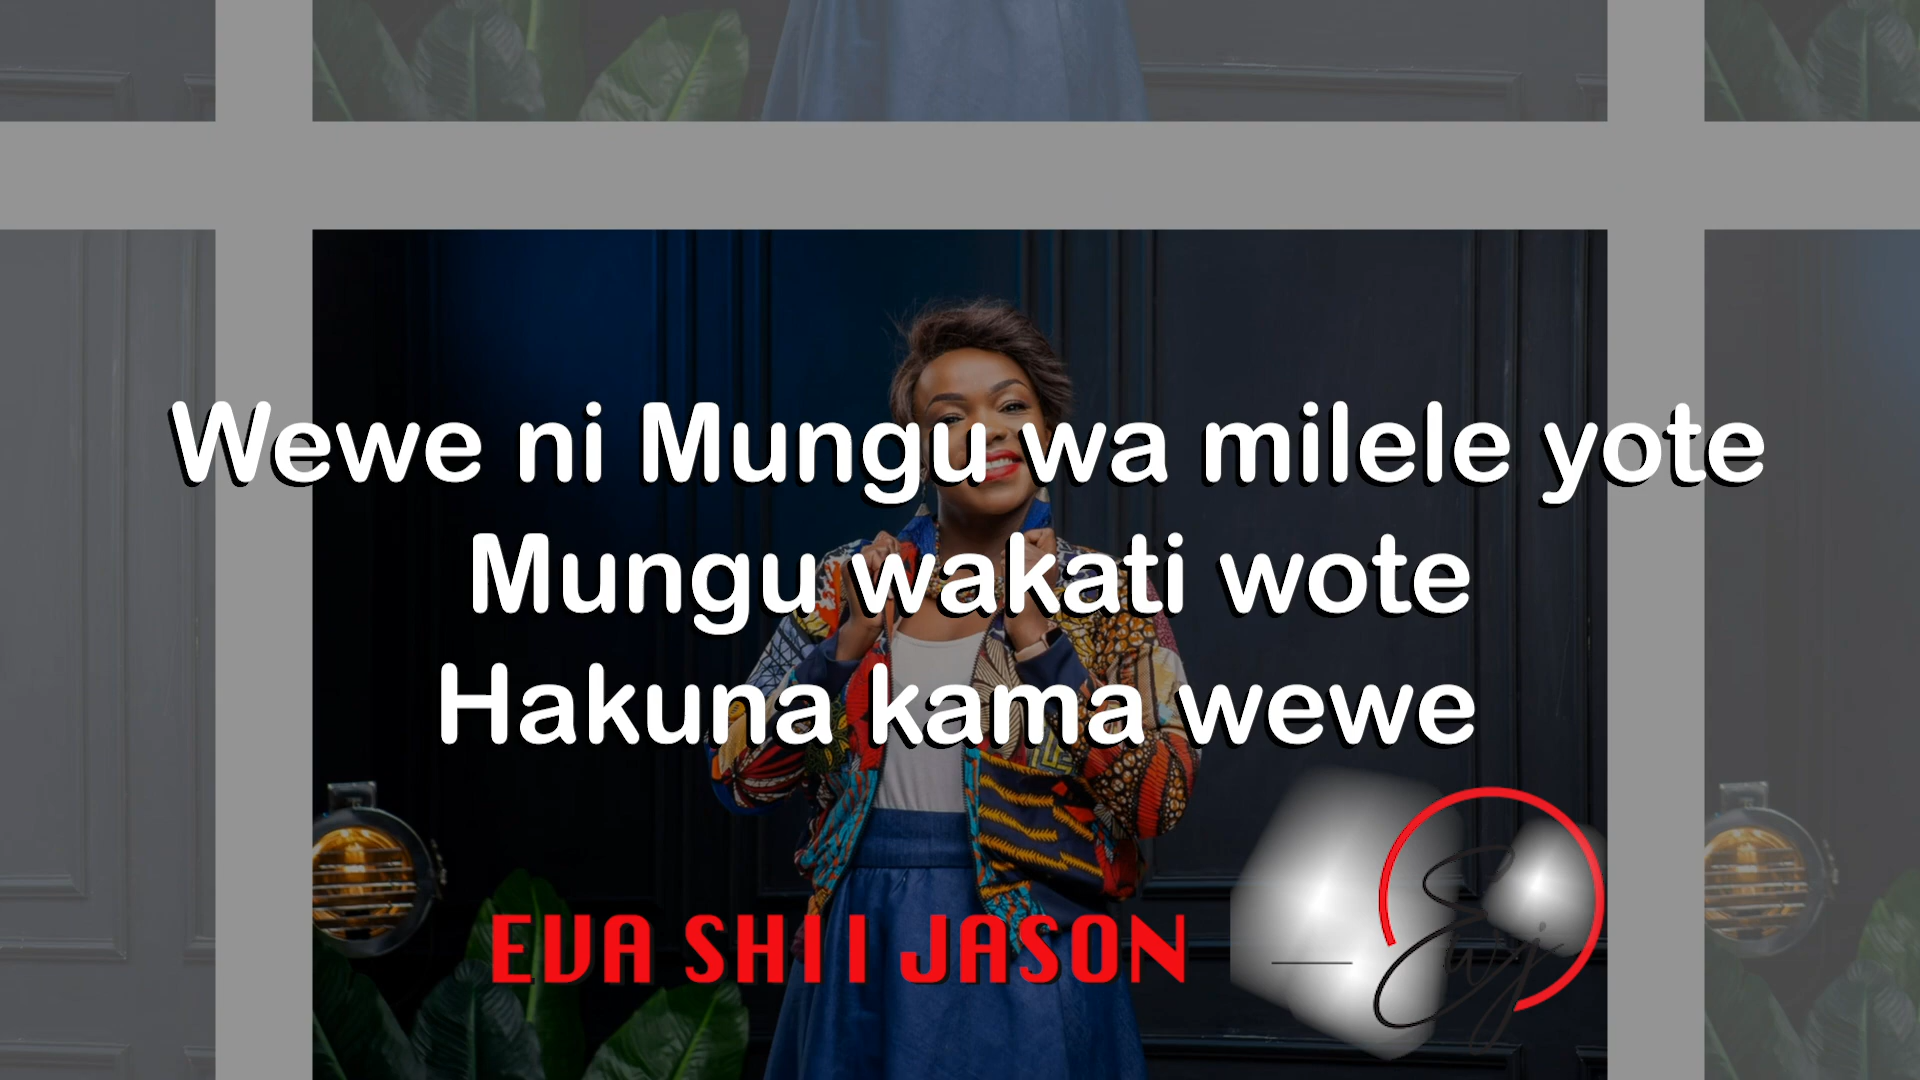 Wewe ni Mungu wa milele yote
Mungu wakati wote
Hakuna kama wewe
EVA SHII JASON